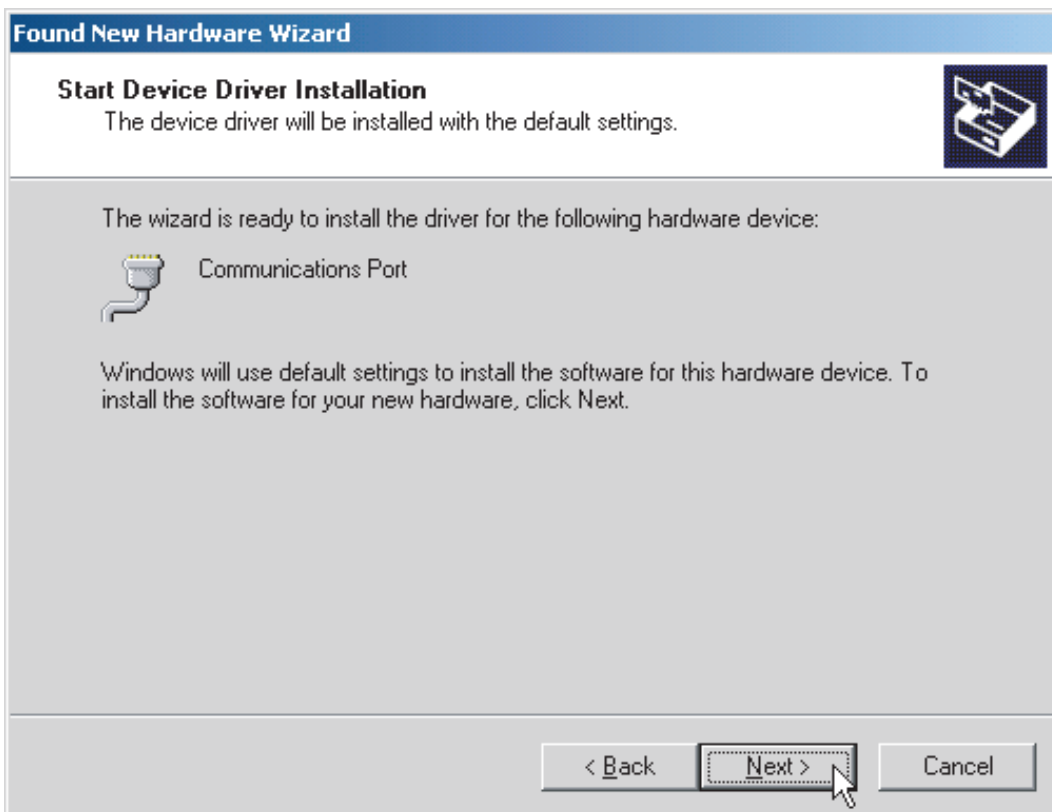 Found New Hardware Wizard
Start Device Driver Installation
The device driver will be installed with the default settings.
The wizard is ready to install the driver for the following hardware device:
Communications Port
Windows will use default settings to install the software for this hardware device. To
install the software for your new hardware, click Next.
< Back
Next >
Cancel